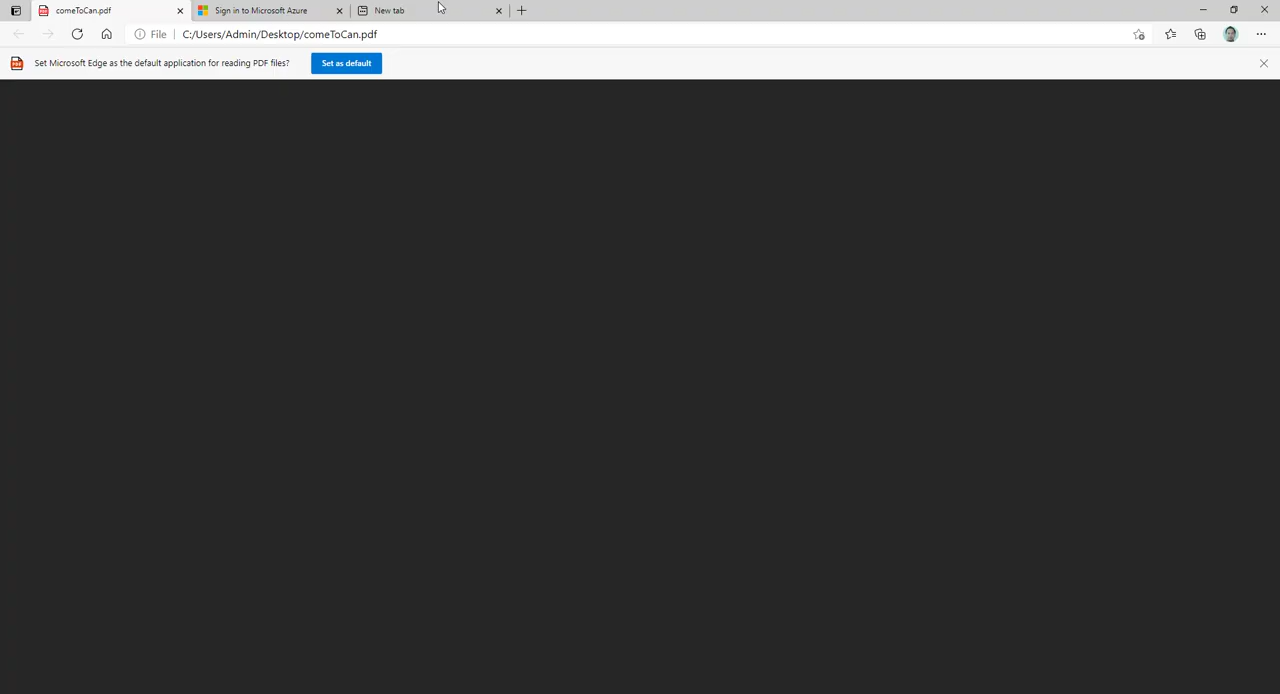 comeToCan.pdf
Sign in to Microsoft Azure
New tab
File
C:/Users/Admin/Desktop/comeToCan.pdf
Set Microsoft Edge as the default application for reading PDF files?
Set as default